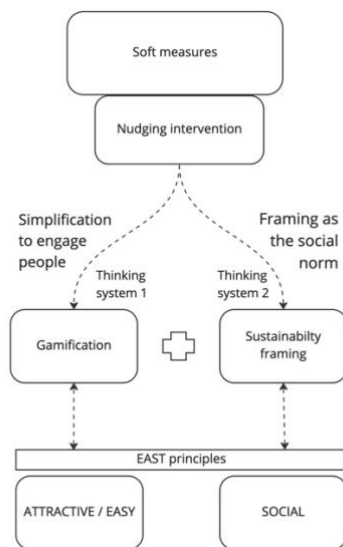 Soft measures
Nudging intervention
Simplification
to engage
people
Framing as
the social
norm
Thinking
system 1
Thinking
system 2
Gamification
Sustainabilty
framing
EAST principles
ATTRACTIVE / EASY
SOCIAL